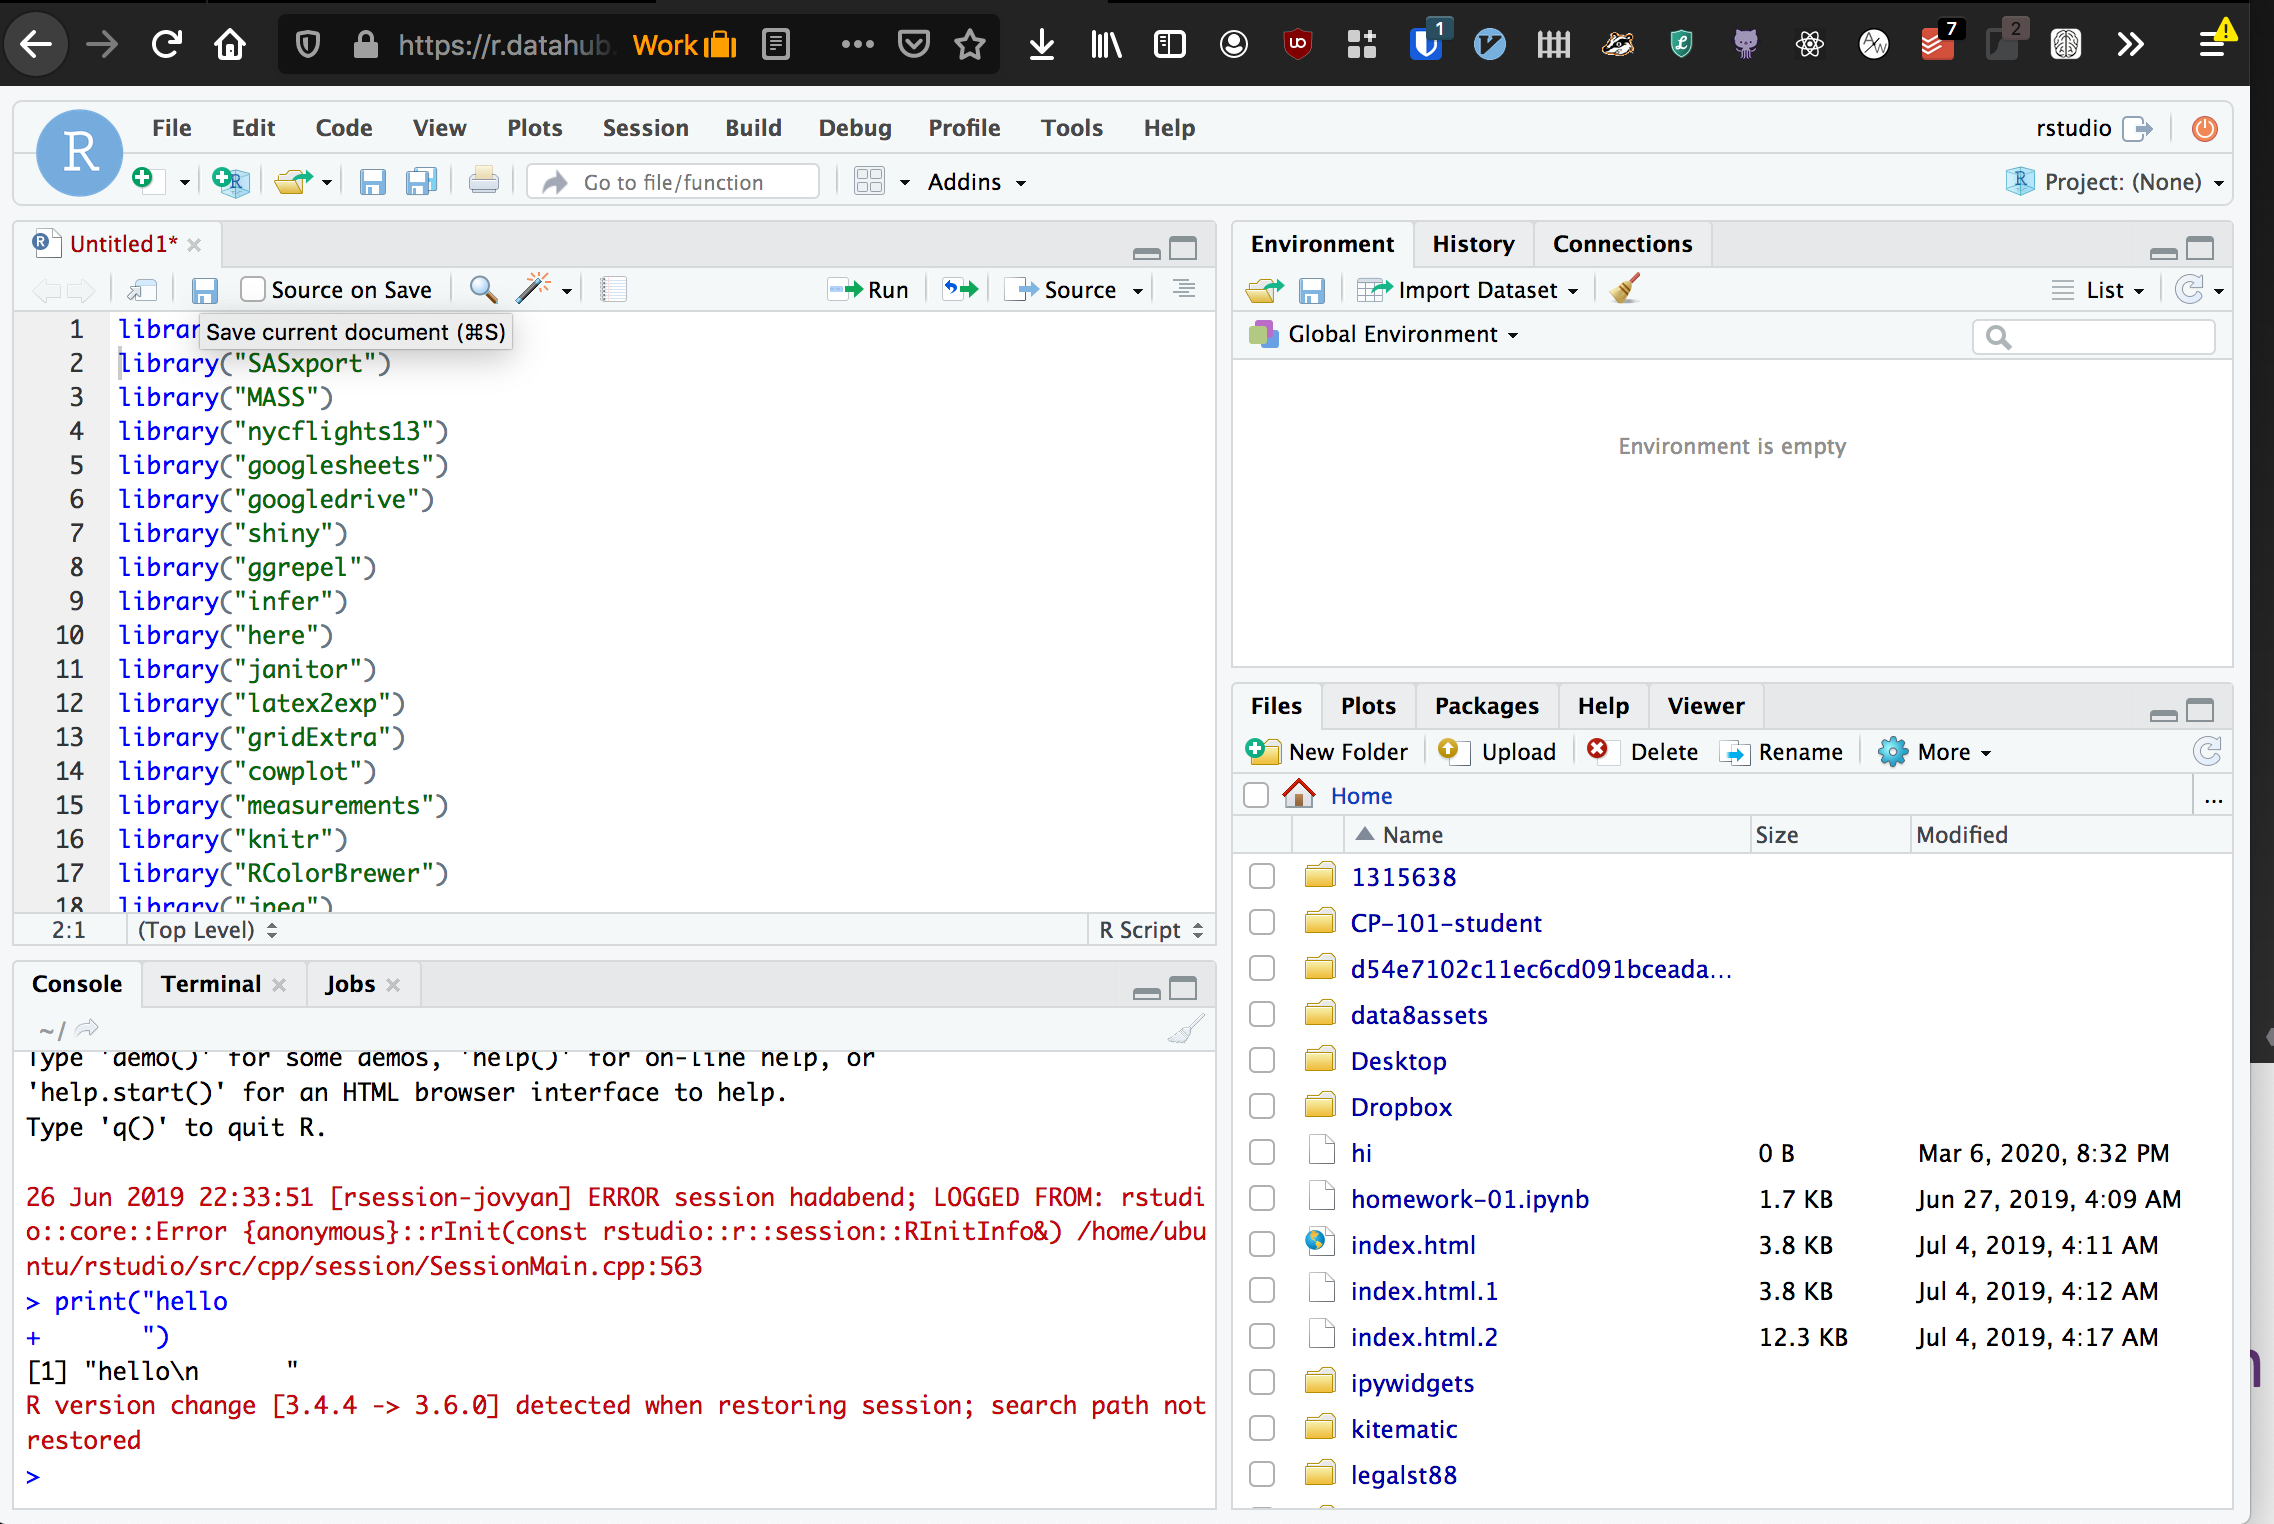 https://r.datahub. Work
1
7
2
R
File Edit Code View Plots Session Build Debug Profile Tools Help
rstudio
Go to file/function
Addins
Project: (None)
Untitled1*
Source on Save
Run
Source
1 librar
Save current document (⌘S)
2 library("SASxport")
3 library("MASS")
4 library("nycflights13")
5 library("googlesheets")
6 library("googledrive")
7 library("shiny")
8 library("ggrepel")
9 library("infer")
10 library("here")
11 library("janitor")
12 library("latex2exp")
13 library("gridExtra")
14 library("cowplot")
15 library("measurements")
16 library("knitr")
17 library("RColorBrewer")
18 library("jpeg")
2:1 (Top Level) R Script
Console Terminal Jobs
~/
Type 'demo()' for some demos, 'help()' for on-line help, or
'help.start()' for an HTML browser interface to help.
Type 'q()' to quit R.
26 Jun 2019 22:33:51 [rsession-jovyan] ERROR session hadabend; LOGGED FROM: rstudi
o::core::Error {anonymous}::rInit(const rstudio::r::session::RInitInfo&) /home/ubu
ntu/rstudio/src/cpp/session/SessionMain.cpp:563
> print("hello
+       ")
[1] "hello\n      "
R version change [3.4.4 -> 3.6.0] detected when restoring session; search path not
restored
>
Environment History Connections
Import Dataset
List
Global Environment
Environment is empty
Files Plots Packages Help Viewer
New Folder Upload Delete Rename More
Home ...
Name Size Modified
1315638
CP-101-student
d54e7102c11ec6cd091bceada...
data8assets
Desktop
Dropbox
hi 0 B Mar 6, 2020, 8:32 PM
homework-01.ipynb 1.7 KB Jun 27, 2019, 4:09 AM
index.html 3.8 KB Jul 4, 2019, 4:11 AM
index.html.1 3.8 KB Jul 4, 2019, 4:12 AM
index.html.2 12.3 KB Jul 4, 2019, 4:17 AM
ipywidgets
kitematic
legalst88